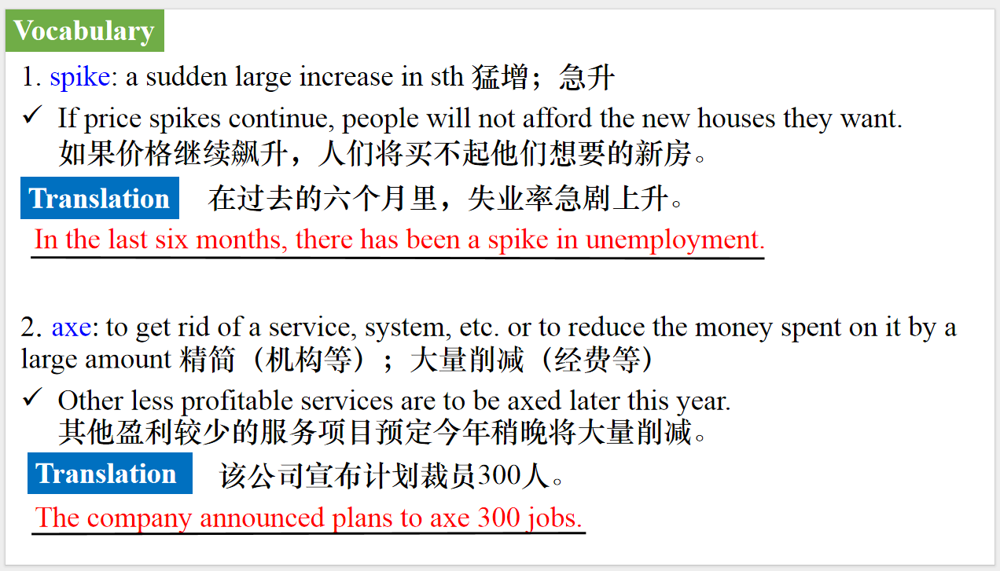 Vocabulary
1. spike: a sudden large increase in sth 猛增；急升
✓ If price spikes continue, people will not afford the new houses they want.
如果价格继续飙升，人们将买不起他们想要的新房。
Translation 在过去的六个月里，失业率急剧上升。
In the last six months, there has been a spike in unemployment.
2. axe: to get rid of a service, system, etc. or to reduce the money spent on it by a
large amount 精简（机构等）；大量削减（经费等）
✓ Other less profitable services are to be axed later this year.
其他盈利较少的服务项目预定今年稍晚将大量削减。
Translation 该公司宣布计划裁员300人。
The company announced plans to axe 300 jobs.